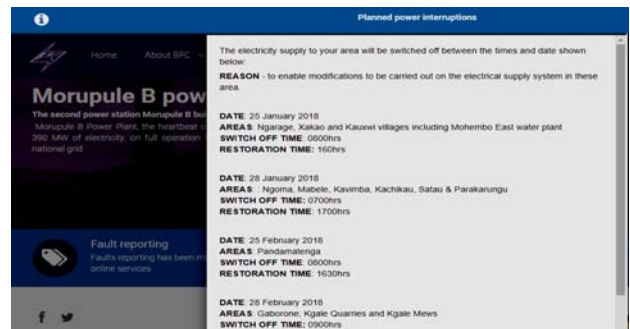 Planned power interruptions
Home About BPC
Morupule B pow
The second power station Morupule B bui
Morupule B Power Plant, the heartbeat
390 MW of electricity, on full operation
national grid
Fault reporting
Faults reporting has been m
online services
The electricity supply to your area will be switched off between the times and date shown
below:
REASON - to enable modifications to be carried out on the electrical supply system in these
area.
DATE: 25 January 2018
AREAS: Ngarage, Xakao and Kauxwi villages including Mohembo East water plant
SWITCH OFF TIME: 0800hrs
RESTORATION TIME: 160hrs
DATE: 28 January 2018
AREAS: : Ngoma, Mabele, Kavimba, Kachikau, Satau & Parakarungu
SWITCH OFF TIME: 0700hrs
RESTORATION TIME: 1700hrs
DATE: 25 February 2018
AREAS: Pandamatenga
SWITCH OFF TIME: 0800hrs
RESTORATION TIME: 1630hrs
DATE: 28 February 2018
AREAS: Gaborone, Kgale Quarries and Kgale Mews
SWITCH OFF TIME: 0900hrs